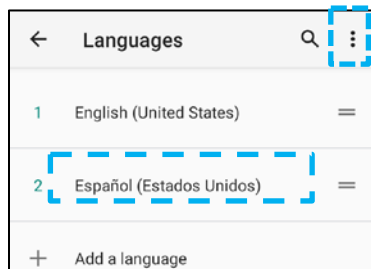 Languages
1 English (United States)
2 Español (Estados Unidos)
Add a language